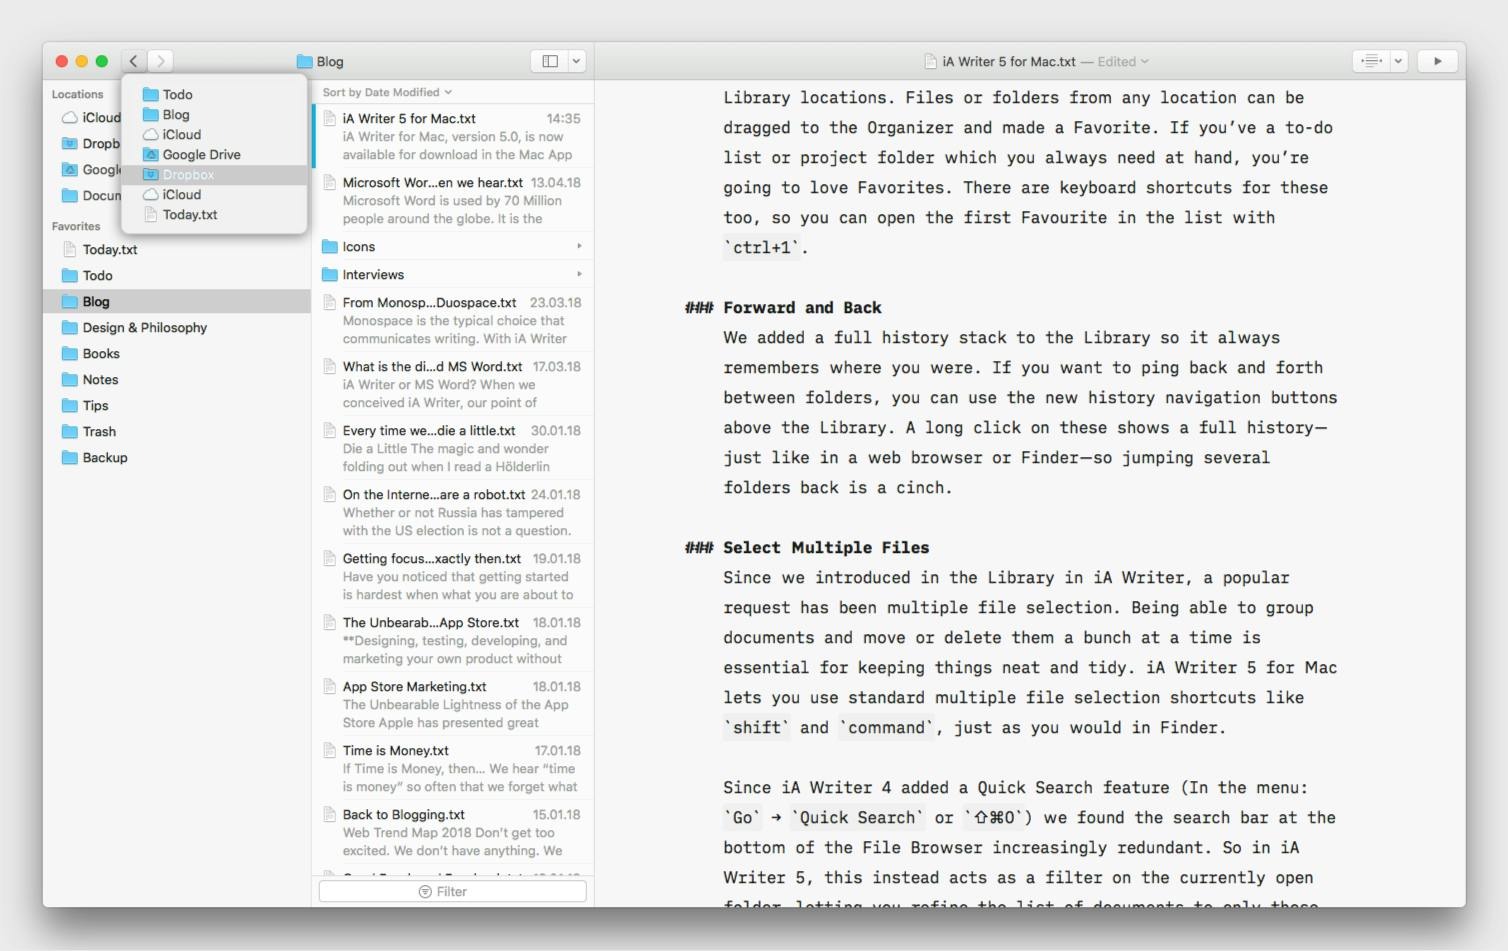 Blog
iA Writer 5 for Mac.txt — Edited
Todo
Blog
iCloud
Google Drive
Dropbox
iCloud
Today.txt
Locations
iCloud
Dropb
Google
Docun
Favorites
Today.txt
Todo
Blog
Design & Philosophy
Books
Notes
Tips
Trash
Backup
Sort by Date Modified
iA Writer 5 for Mac.txt 14:35
iA Writer for Mac, version 5.0, is now
available for download in the Mac App
Microsoft Wor...en we hear.txt 13.04.18
Microsoft Word is used by 70 Million
people around the globe. It is the
Icons
Interviews
From Monosp...Duospace.txt 23.03.18
Monospace is the typical choice that
communicates writing. With iA Writer
What is the di...d MS Word.txt 17.03.18
iA Writer or MS Word? When we
conceived iA Writer, our point of
Every time we...die a little.txt 30.01.18
Die a Little The magic and wonder
folding out when I read a Hölderlin
On the Interne...are a robot.txt 24.01.18
Whether or not Russia has tampered
with the US election is not a question.
Getting focus...xactly then.txt 19.01.18
Have you noticed that getting started
is hardest when what you are about to
The Unbearab...App Store.txt 18.01.18
**Designing, testing, developing, and
marketing your own product without
App Store Marketing.txt 18.01.18
The Unbearable Lightness of the App
Store Apple has presented great
Time is Money.txt 17.01.18
If Time is Money, then... We hear “time
is money” so often that we forget what
Back to Blogging.txt 15.01.18
Web Trend Map 2018 Don’t get too
excited. We don’t have anything. We
Filter
Library locations. Files or folders from any location can be
dragged to the Organizer and made a Favorite. If you’ve a to-do
list or project folder which you always need at hand, you’re
going to love Favorites. There are keyboard shortcuts for these
too, so you can open the first Favourite in the list with
`ctrl+1`.
### Forward and Back
We added a full history stack to the Library so it always
remembers where you were. If you want to ping back and forth
between folders, you can use the new history navigation buttons
above the Library. A long click on these shows a full history—
just like in a web browser or Finder—so jumping several
folders back is a cinch.
### Select Multiple Files
Since we introduced in the Library in iA Writer, a popular
request has been multiple file selection. Being able to group
documents and move or delete them a bunch at a time is
essential for keeping things neat and tidy. iA Writer 5 for Mac
lets you use standard multiple file selection shortcuts like
`shift` and `command`, just as you would in Finder.
Since iA Writer 4 added a Quick Search feature (In the menu:
`Go` → `Quick Search` or `⇧⌘O`) we found the search bar at the
bottom of the File Browser increasingly redundant. So in iA
Writer 5, this instead acts as a filter on the currently open
folder, letting you refine the list of documents to only those